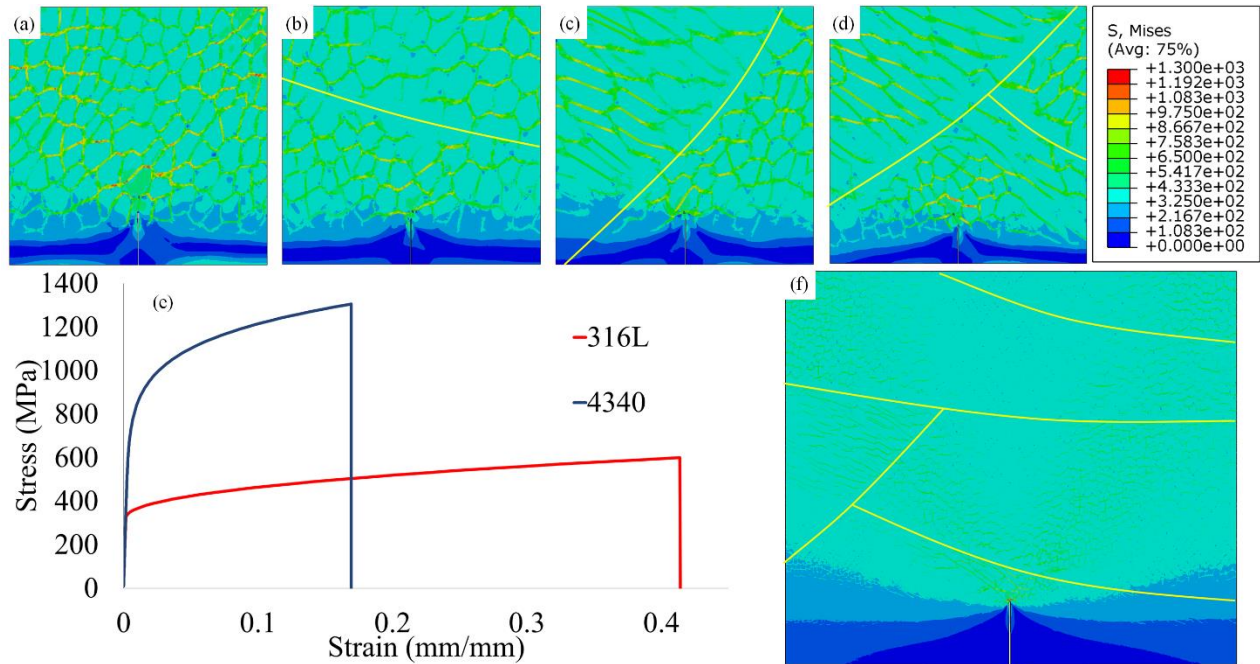 (a)
(b)
(c)
(d)
S, Mises
(Avg: 75%)
+1.300e+03
+1.192e+03
+1.083e+03
+9.750e+02
+8.667e+02
+7.583e+02
+6.500e+02
+5.417e+02
+4.333e+02
+3.250e+02
+2.167e+02
+1.083e+02
+0.000e+00
1400
1200
1000
800
600
400
200
0
Stress (MPa)
(e)
316L
4340
0
0.1
0.2
0.3
0.4
Strain (mm/mm)
(f)